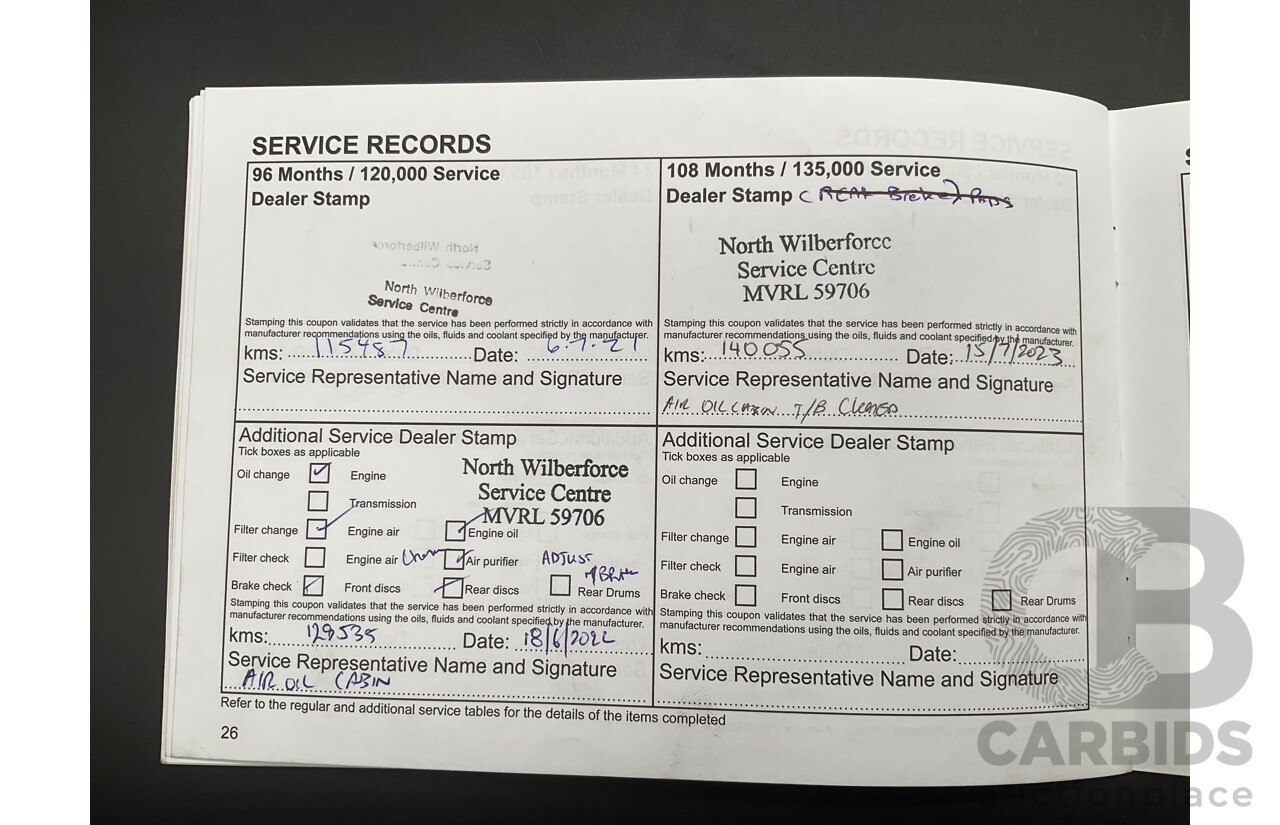 SERVICE RECORDS
96 Months / 120,000 Service
Dealer Stamp
North Wilberforce
Service Centre
Stamping this coupon validates that the service has been performed strictly in accordance with
manufacturer recommendations using the oils, fluids and coolant specified by the manufacturer.
kms: 115487 Date: 6.7.21
Service Representative Name and Signature
108 Months / 135,000 Service
Dealer Stamp (REAR Brake) PADS
North Wilberforce
Service Centre
MVRL 59706
Stamping this coupon validates that the service has been performed strictly in accordance with
manufacturer recommendations using the oils, fluids and coolant specified by the manufacturer.
kms: 140055 Date: 15/7/2023
Service Representative Name and Signature
AIR OIL CABIN T/B CLEANED
Additional Service Dealer Stamp
Tick boxes as applicable
North Wilberforce
Service Centre
MVRL 59706
Oil change Engine
Transmission
Filter change Engine air Engine oil
Filter check Engine air Air purifier ADJUST
Brake check Front discs Rear discs Rear Drums
Stamping this coupon validates that the service has been performed strictly in accordance with
manufacturer recommendations using the oils, fluids and coolant specified by the manufacturer.
kms: 129535 Date: 18/6/2022
Service Representative Name and Signature
AIR OIL CABIN
Additional Service Dealer Stamp
Tick boxes as applicable
Oil change Engine
Transmission
Filter change Engine air Engine oil
Filter check Engine air Air purifier
Brake check Front discs Rear discs Rear Drums
Stamping this coupon validates that the service has been performed strictly in accordance with
manufacturer recommendations using the oils, fluids and coolant specified by the manufacturer.
kms: Date:
Service Representative Name and Signature
Refer to the regular and additional service tables for the details of the items completed
26
CB
CARBIDS
auctionplace